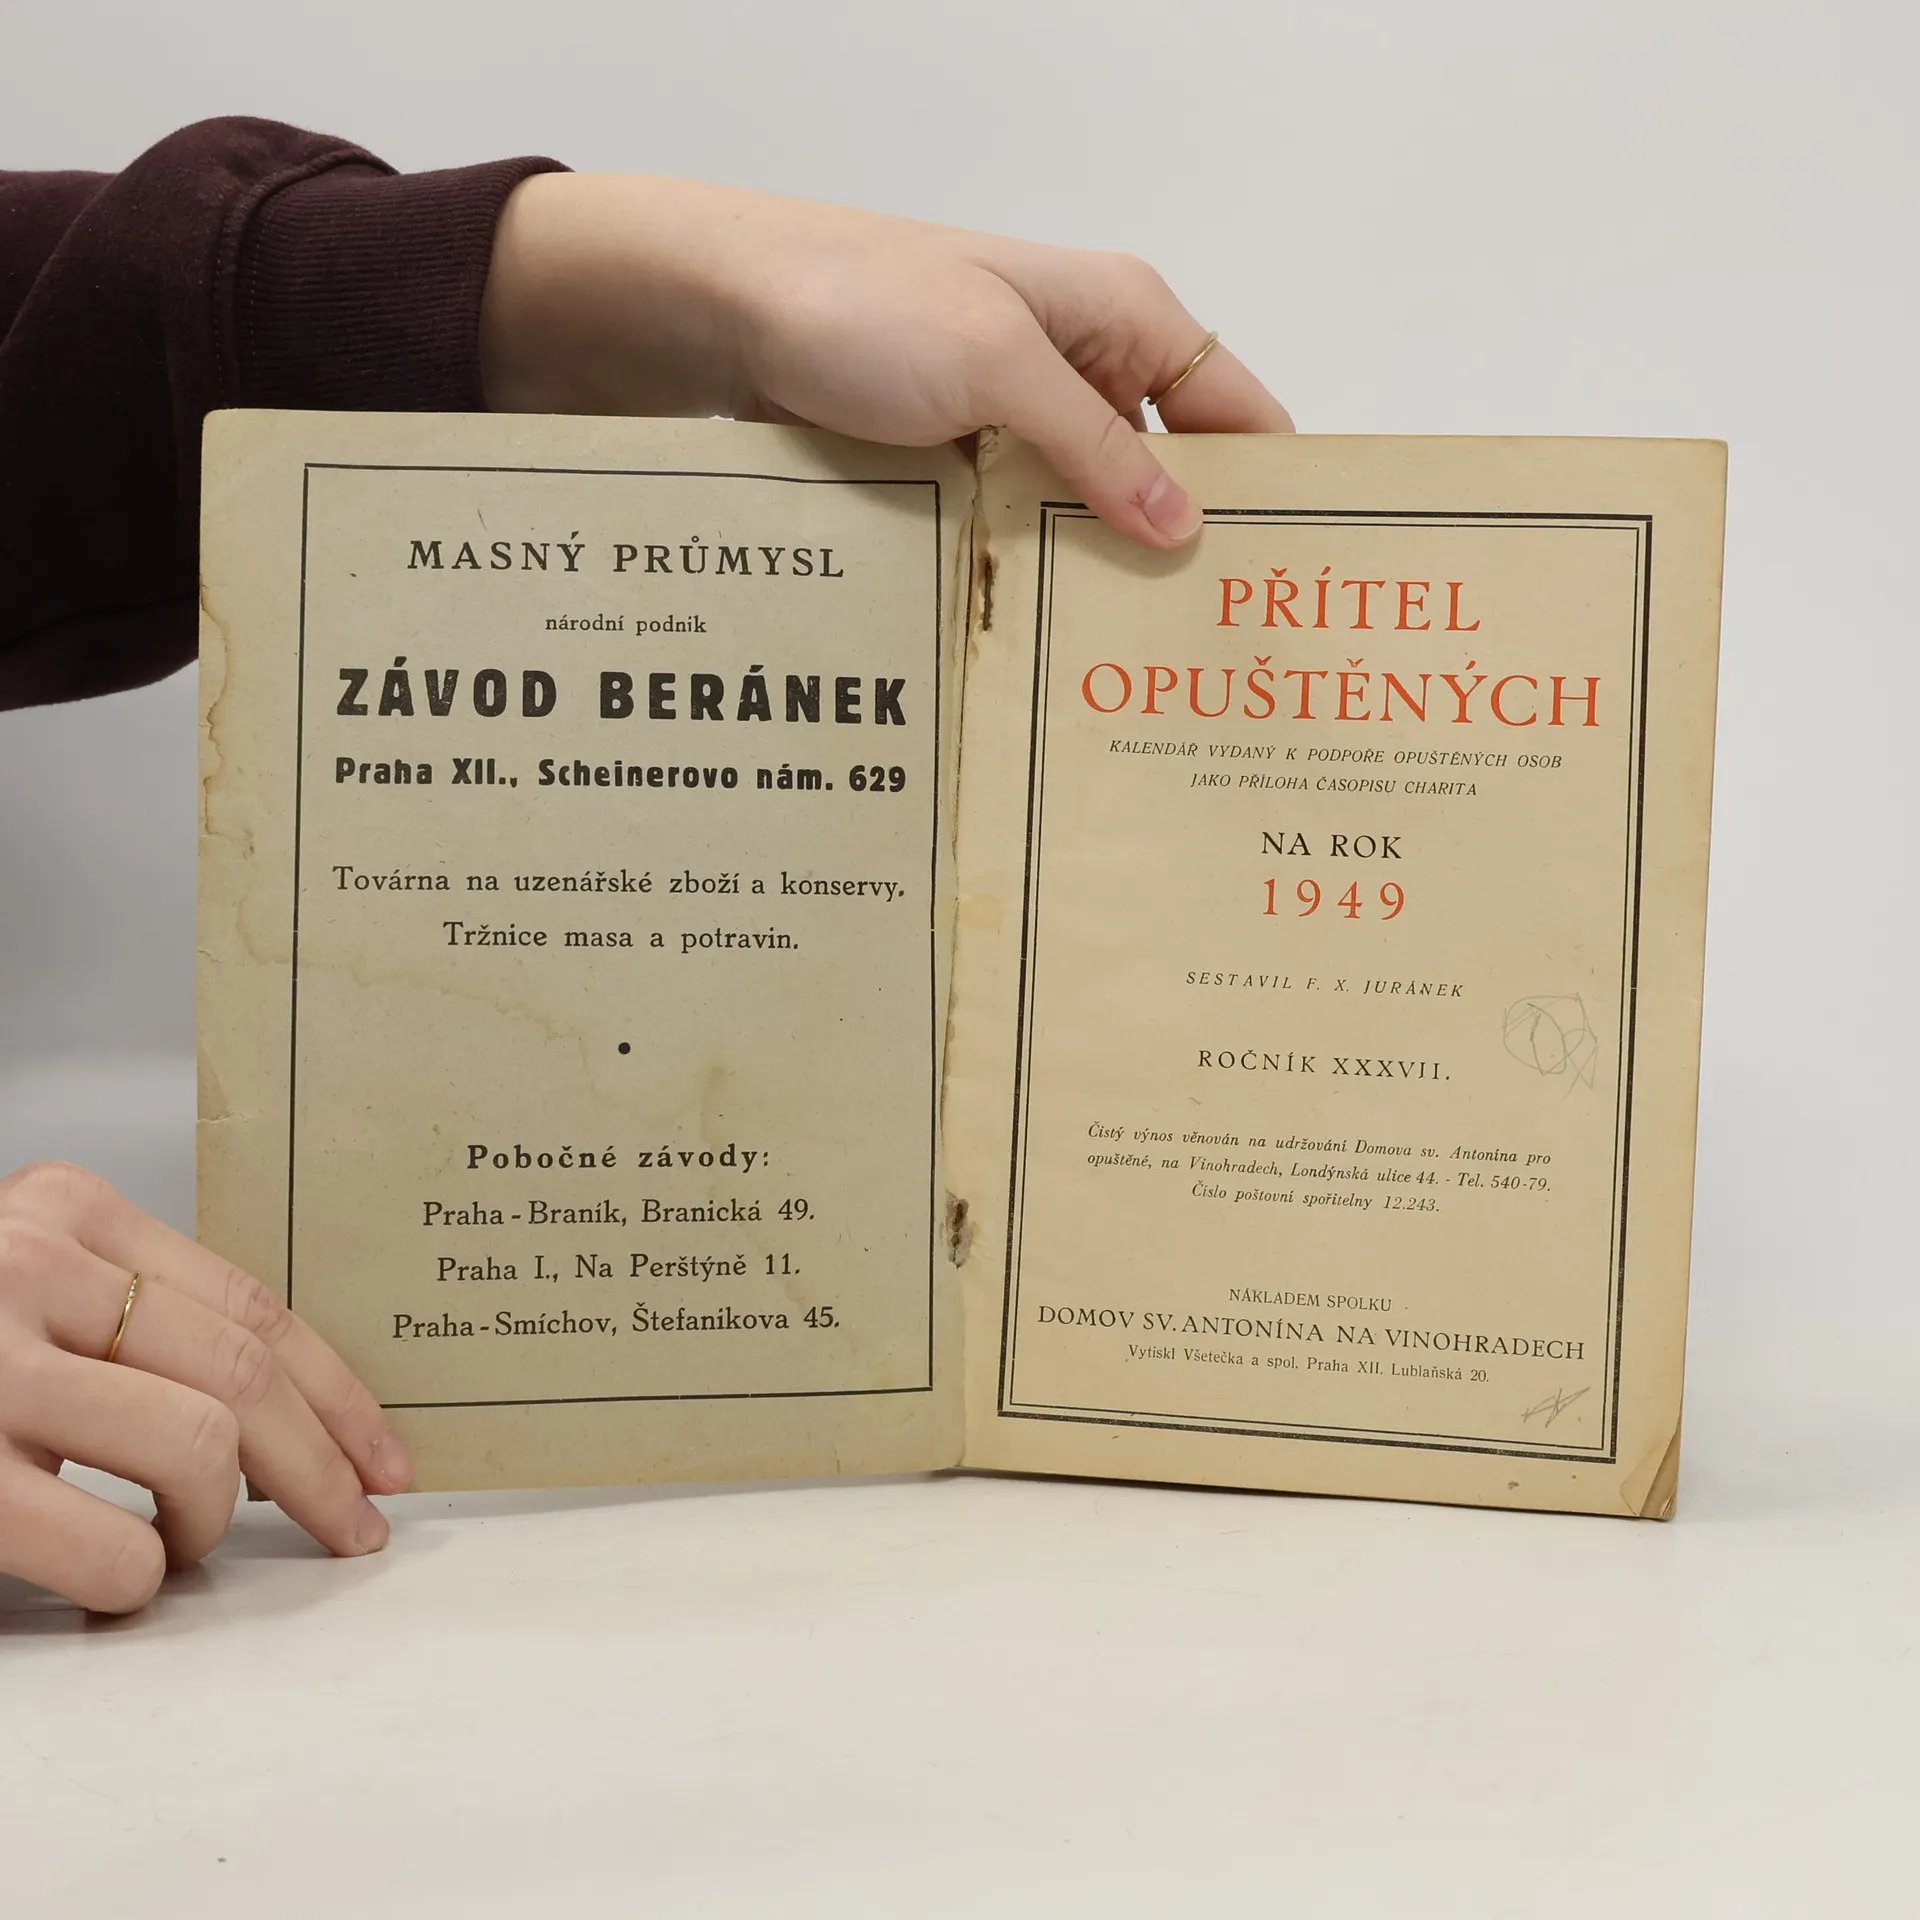 MASNÝ PRŮMYSL
národní podnik
ZÁVOD BERÁNEK
Praha XII., Scheinerovo nám. 629
Továrna na uzenářské zboží a konservy.
Tržnice masa a potravin.
•
Pobočné závody:
Praha - Braník, Branická 49.
Praha I., Na Perštýně 11.
Praha - Smíchov, Štefanikova 45.
PŘÍTEL
OPUŠTĚNÝCH
KALENDÁŘ VYDANÝ K PODPOŘE OPUŠTĚNÝCH OSOB
JAKO PŘÍLOHA ČASOPISU CHARITA
NA ROK
1949
SESTAVIL F. X. JURÁNEK
ROČNÍK XXXVII.
Čistý výnos věnován na udržování Domova sv. Antonína pro
opuštěné, na Vinohradech, Londýnská ulice 44. - Tel. 540-79.
Číslo poštovní spořitelny 12.243.
NÁKLADEM SPOLKU
DOMOV SV. ANTONÍNA NA VINOHRADECH
Vytiskl Všetečka a spol. Praha XII. Lublaňská 20.